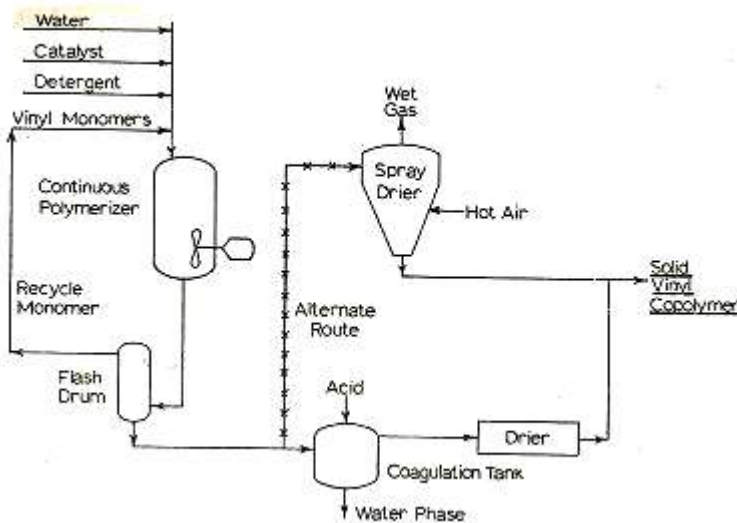 Water
Catalyst
Detergent
Vinyl Monomers
Continuous
Polymerizer
Recycle
Monomer
Flash
Drum
Wet
Gas
Spray
Drier
Hot Air
Solid
Vinyl
Copolymer
Alternate
Route
Acid
Drier
Coagulation Tank
Water Phase